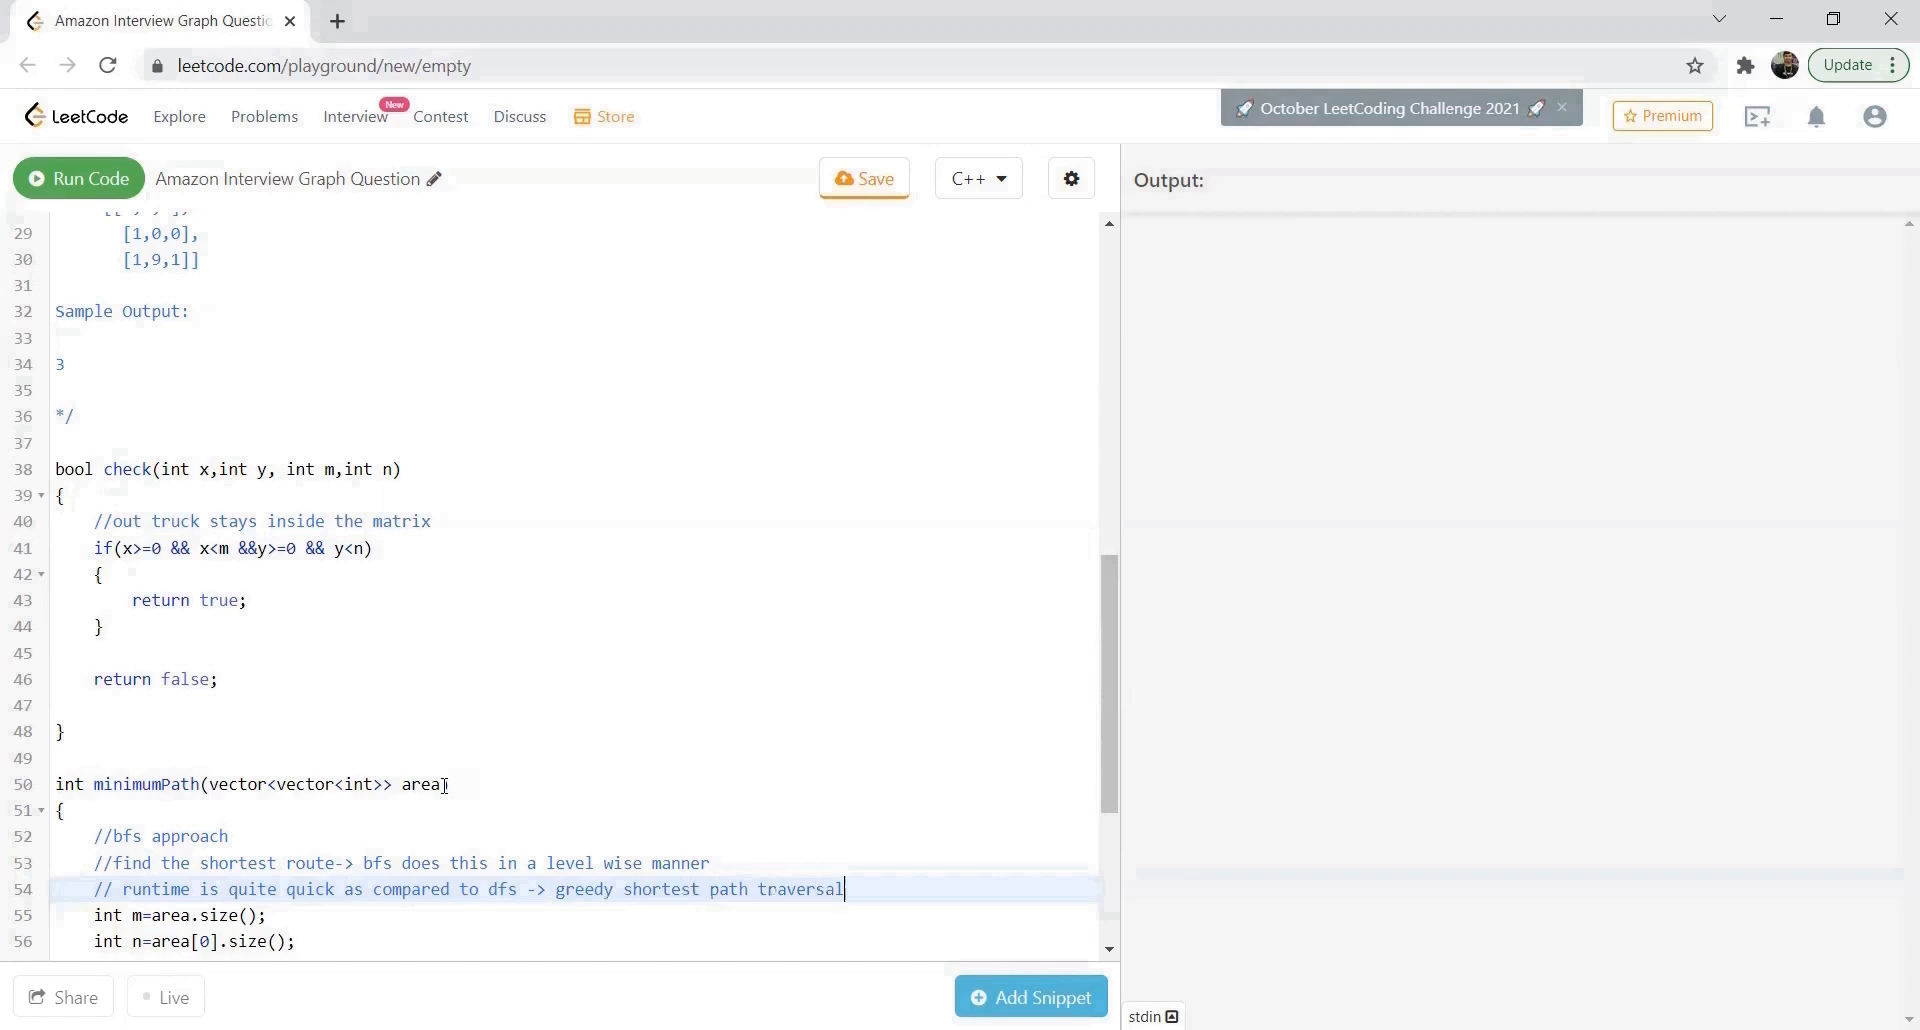 Amazon Interview Graph Questio
leetcode.com/playground/new/empty
Update
LeetCode
Explore
Problems
Interview
New
Contest
Discuss
Store
🚀 October LeetCoding Challenge 2021 🚀 ×
Premium
Run Code
Amazon Interview Graph Question
Save
C++
Output:
29 [1,0,0],
30 [1,9,1]]
31
32 Sample Output:
33
34 3
35
36 */
37
38 bool check(int x,int y, int m,int n)
39 {
40 //out truck stays inside the matrix
41 if(x>=0 && x<m &&y>=0 && y<n)
42 {
43 return true;
44 }
45
46 return false;
47
48 }
49
50 int minimumPath(vector<vector<int>> area)
51 {
52 //bfs approach
53 //find the shortest route-> bfs does this in a level wise manner
54 // runtime is quite quick as compared to dfs -> greedy shortest path traversal
55 int m=area.size();
56 int n=area[0].size();
Share
Live
Add Snippet
stdin